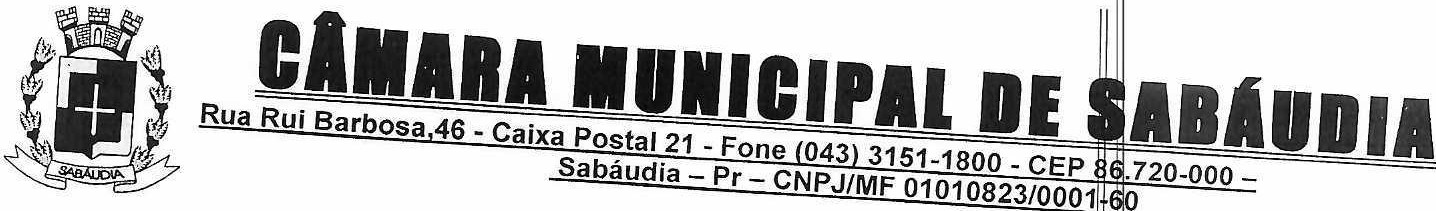 CÂMARA MUNICIPAL DE SABÁUDIA
Rua Rui Barbosa,46 - Caixa Postal 21 - Fone (043) 3151-1800 - CEP 86.720-000 –
Sabáudia – Pr – CNPJ/MF 01010823/0001-60
SABÁUDIA